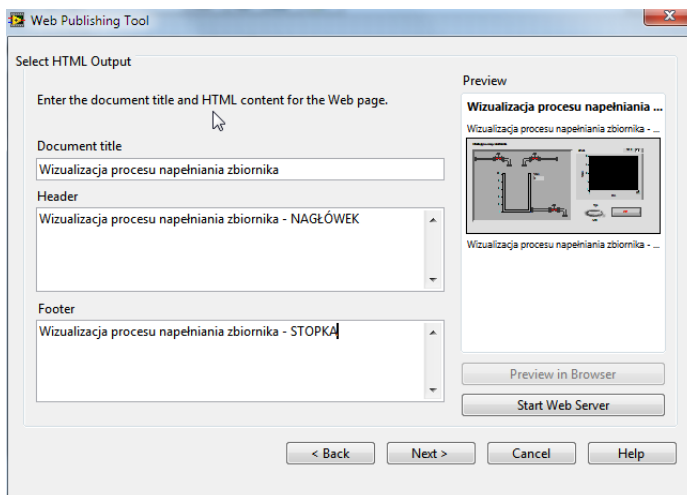 Web Publishing Tool
Select HTML Output
Enter the document title and HTML content for the Web page.
Document title
Wizualizacja procesu napełniania zbiornika
Header
Wizualizacja procesu napełniania zbiornika - NAGŁÓWEK
Footer
Wizualizacja procesu napełniania zbiornika - STOPKA
Preview
Wizualizacja procesu napełniania ...
Wizualizacja procesu napełniania zbiornika - ...
Wizualizacja procesu napełniania zbiornika - ...
Preview in Browser
Start Web Server
< Back
Next >
Cancel
Help